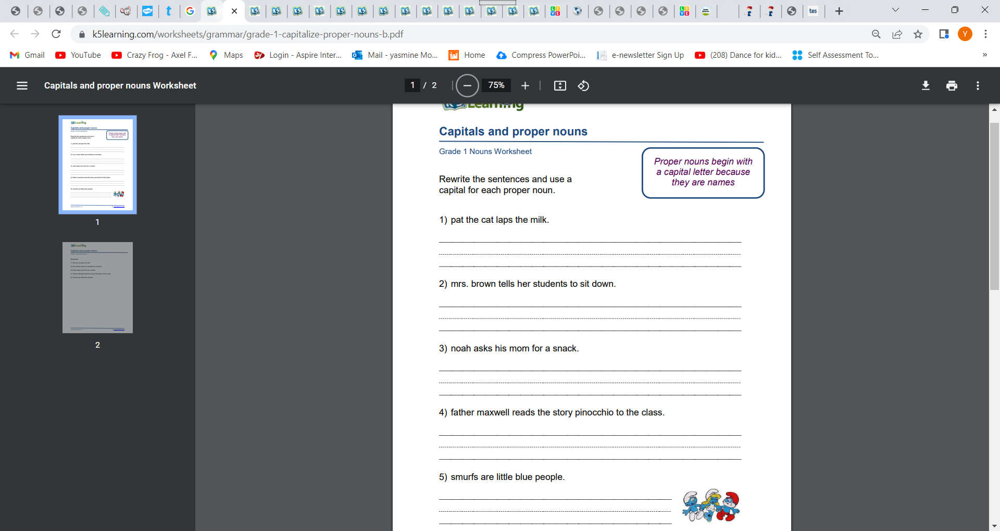 k5learning.com/worksheets/grammar/grade-1-capitalize-proper-nouns-b.pdf
Y
Gmail
YouTube
Crazy Frog - Axel F...
Maps
Login - Aspire Inter...
Mail - yasmine Mo...
Home
Compress PowerPoi...
e-newsletter Sign Up
(208) Dance for kid...
Self Assessment To...
»
Capitals and proper nouns Worksheet
1 / 2
75%
1
2
Learning
Capitals and proper nouns
Grade 1 Nouns Worksheet
Proper nouns begin with
a capital letter because
they are names
Rewrite the sentences and use a
capital for each proper noun.
1) pat the cat laps the milk.
2) mrs. brown tells her students to sit down.
3) noah asks his mom for a snack.
4) father maxwell reads the story pinocchio to the class.
5) smurfs are little blue people.